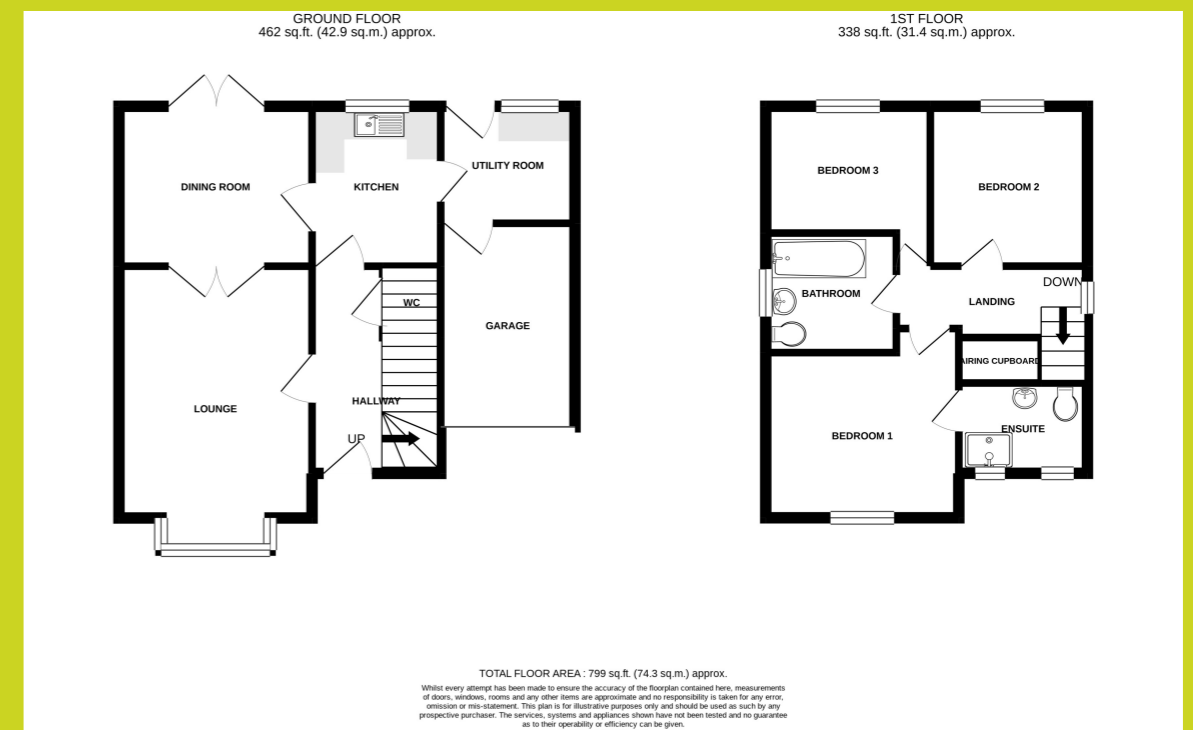 GROUND FLOOR
462 sq.ft. (42.9 sq.m.) approx.
1ST FLOOR
338 sq.ft. (31.4 sq.m.) approx.
DINING ROOM
KITCHEN
UTILITY ROOM
WC
GARAGE
LOUNGE
HALLWAY
UP
BEDROOM 3
BEDROOM 2
BATHROOM
DOWN
LANDING
AIRING CUPBOARD
BEDROOM 1
ENSUITE
TOTAL FLOOR AREA : 799 sq.ft. (74.3 sq.m.) approx.
Whilst every attempt has been made to ensure the accuracy of the floorplan contained here, measurements
of doors, windows, rooms and any other items are approximate and no responsibility is taken for any error,
omission or mis-statement. This plan is for illustrative purposes only and should be used as such by any
prospective purchaser. The services, systems and appliances shown have not been tested and no guarantee
as to their operability or efficiency can be given.